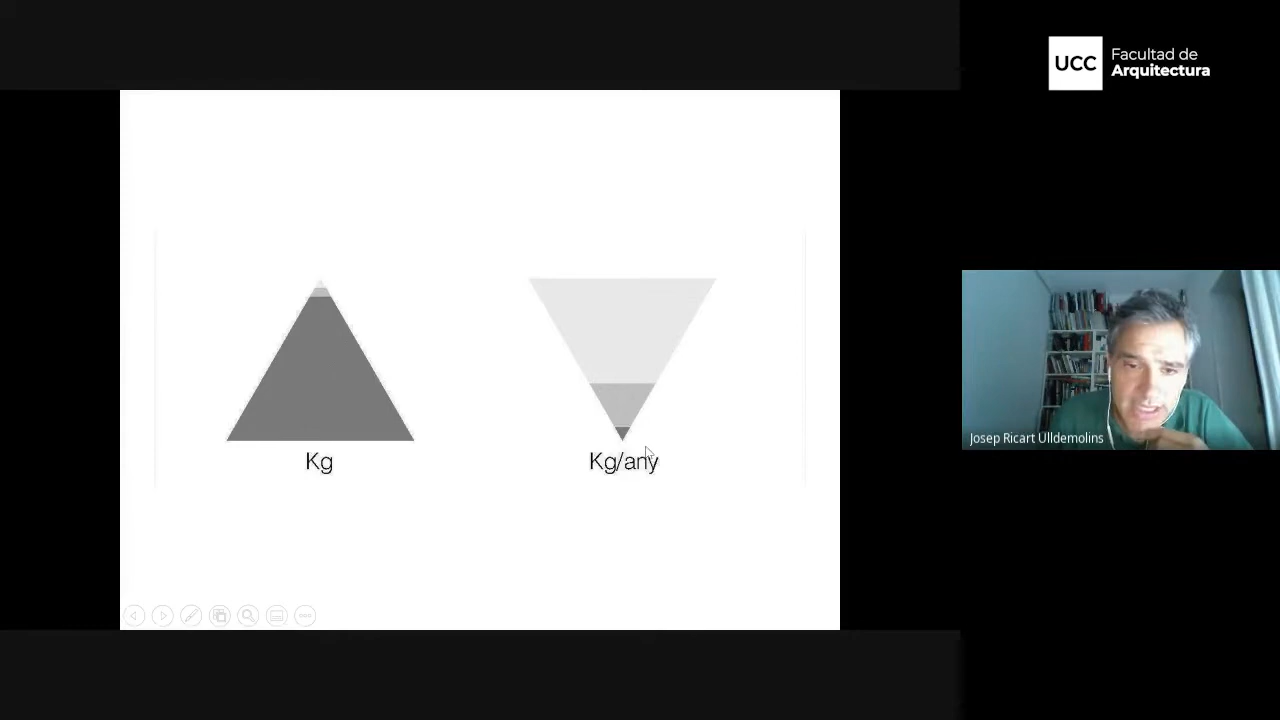 UCC
Facultad de
Arquitectura
Kg
Kg/any
Josep Ricart Ulldemolins